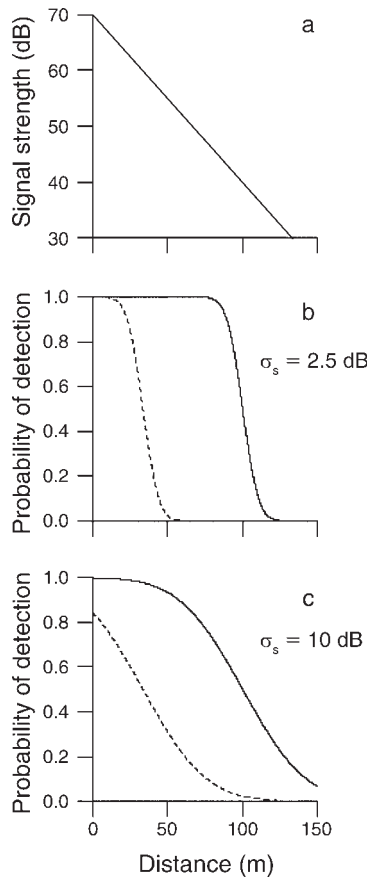 a
Signal strength (dB)
70
60
50
40
30
b
σs = 2.5 dB
Probability of detection
1.0
0.8
0.6
0.4
0.2
0.0
c
σs = 10 dB
Probability of detection
1.0
0.8
0.6
0.4
0.2
0.0
0 50 100 150
Distance (m)